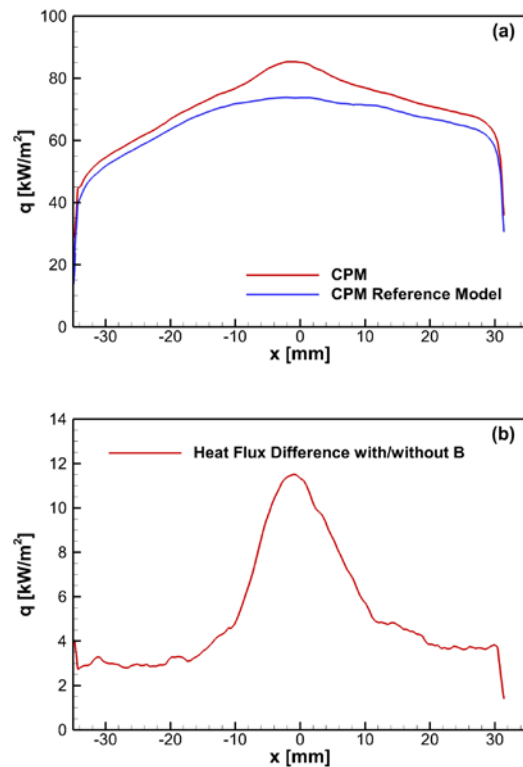 (a)
100
80
60
40
20
0
q [kW/m²]
CPM
CPM Reference Model
-30 -20 -10 0 10 20 30
x [mm]
(b)
14
12
10
8
6
4
2
0
q [kW/m²]
Heat Flux Difference with/without B
-30 -20 -10 0 10 20 30
x [mm]